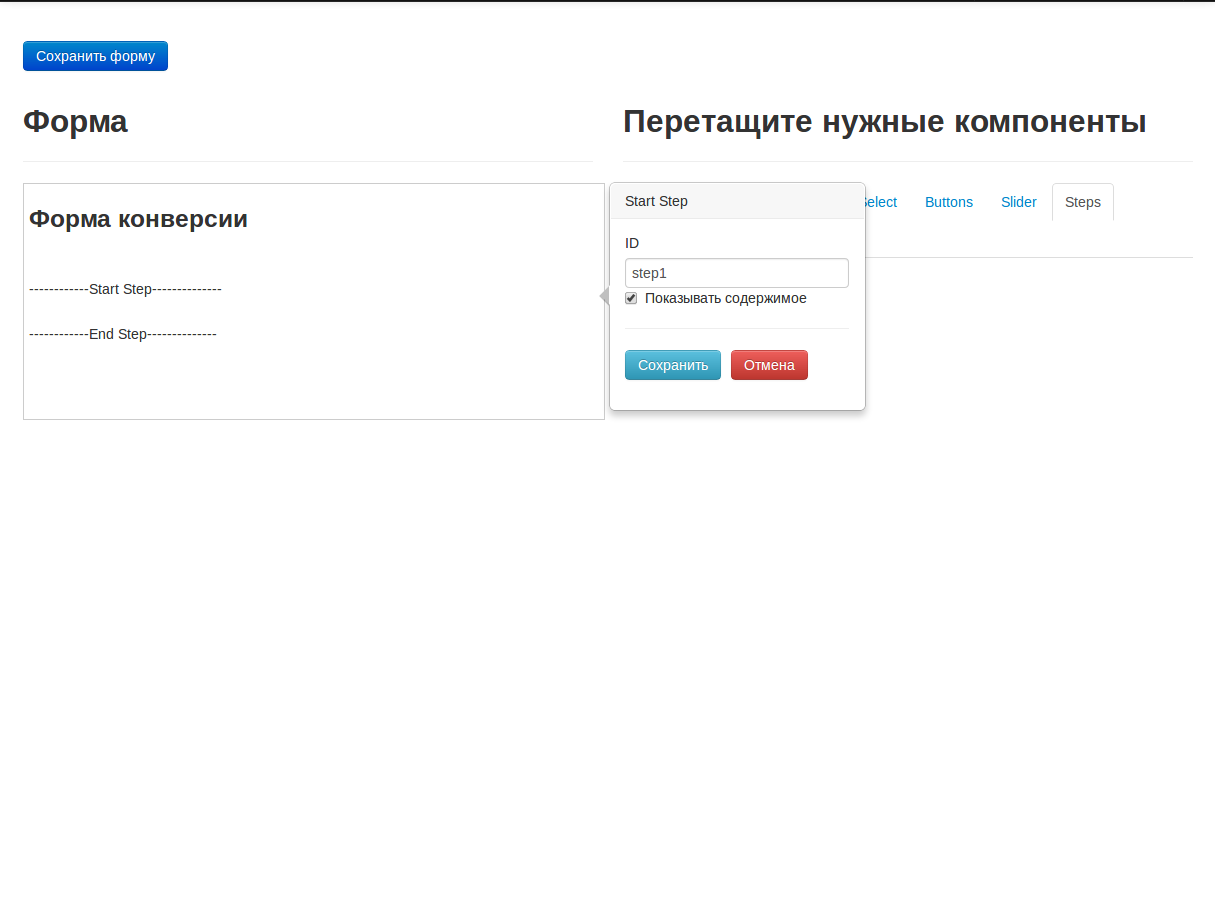 Сохранить форму
Форма
Перетащите нужные компоненты
Форма конверсии
------------Start Step--------------
------------End Step--------------
Start Step
ID
step1
Показывать содержимое
Сохранить Отмена
Select Buttons Slider Steps